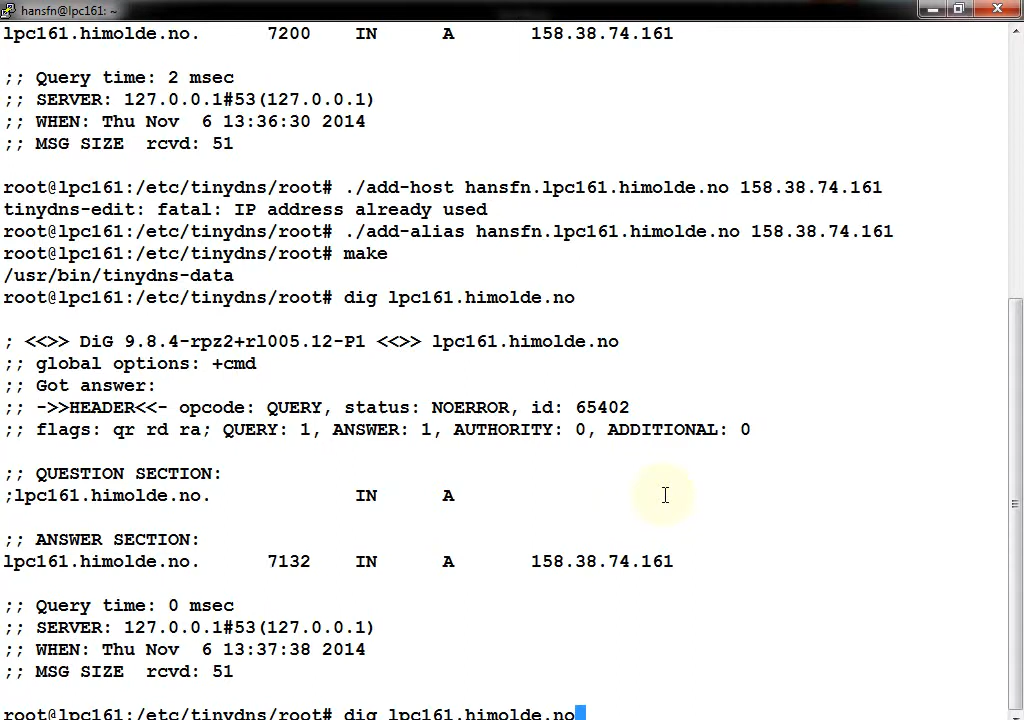 hansfn@lpc161: ~
lpc161.himolde.no. 7200 IN A 158.38.74.161
;; Query time: 2 msec
;; SERVER: 127.0.0.1#53(127.0.0.1)
;; WHEN: Thu Nov  6 13:36:30 2014
;; MSG SIZE  rcvd: 51
root@lpc161:/etc/tinydns/root# ./add-host hansfn.lpc161.himolde.no 158.38.74.161
tinydns-edit: fatal: IP address already used
root@lpc161:/etc/tinydns/root# ./add-alias hansfn.lpc161.himolde.no 158.38.74.161
root@lpc161:/etc/tinydns/root# make
/usr/bin/tinydns-data
root@lpc161:/etc/tinydns/root# dig lpc161.himolde.no
; <<>> DiG 9.8.4-rpz2+rl005.12-P1 <<>> lpc161.himolde.no
;; global options: +cmd
;; Got answer:
;; ->>HEADER<<- opcode: QUERY, status: NOERROR, id: 65402
;; flags: qr rd ra; QUERY: 1, ANSWER: 1, AUTHORITY: 0, ADDITIONAL: 0
;; QUESTION SECTION:
;lpc161.himolde.no. IN A
;; ANSWER SECTION:
lpc161.himolde.no. 7132 IN A 158.38.74.161
;; Query time: 0 msec
;; SERVER: 127.0.0.1#53(127.0.0.1)
;; WHEN: Thu Nov  6 13:37:38 2014
;; MSG SIZE  rcvd: 51
root@lpc161:/etc/tinydns/root# dig lpc161.himolde.no